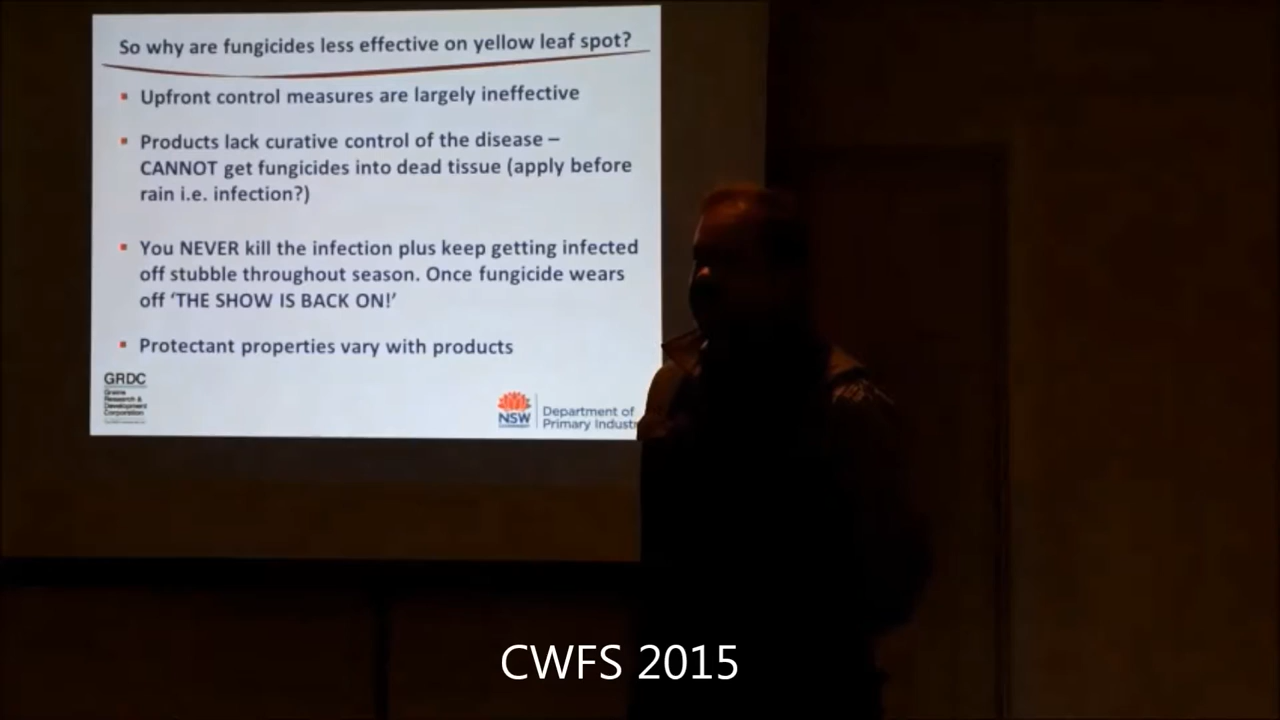 So why are fungicides less effective on yellow leaf spot?
▪ Upfront control measures are largely ineffective
▪ Products lack curative control of the disease –
CANNOT get fungicides into dead tissue (apply before
rain i.e. infection?)
▪ You NEVER kill the infection plus keep getting infected
off stubble throughout season. Once fungicide wears
off ‘THE SHOW IS BACK ON!’
▪ Protectant properties vary with products
GRDC
Grains
Research &
Development
Corporation
NSW
Department of
Primary Indust
CWFS 2015